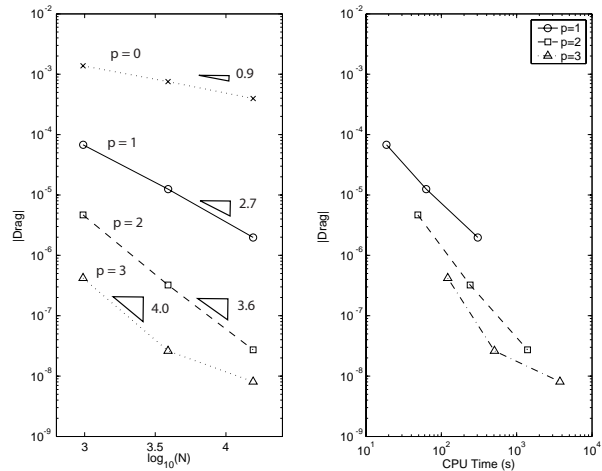 10^-2
10^-3
10^-4
10^-5
10^-6
10^-7
10^-8
10^-9
|Drag|
p = 0
0.9
p = 1
2.7
p = 2
p = 3
4.0
3.6
3
3.5
4
log_10(N)
10^-2
10^-3
10^-4
10^-5
10^-6
10^-7
10^-8
10^-9
|Drag|
p=1
p=2
p=3
10^1
10^2
10^3
10^4
CPU Time (s)